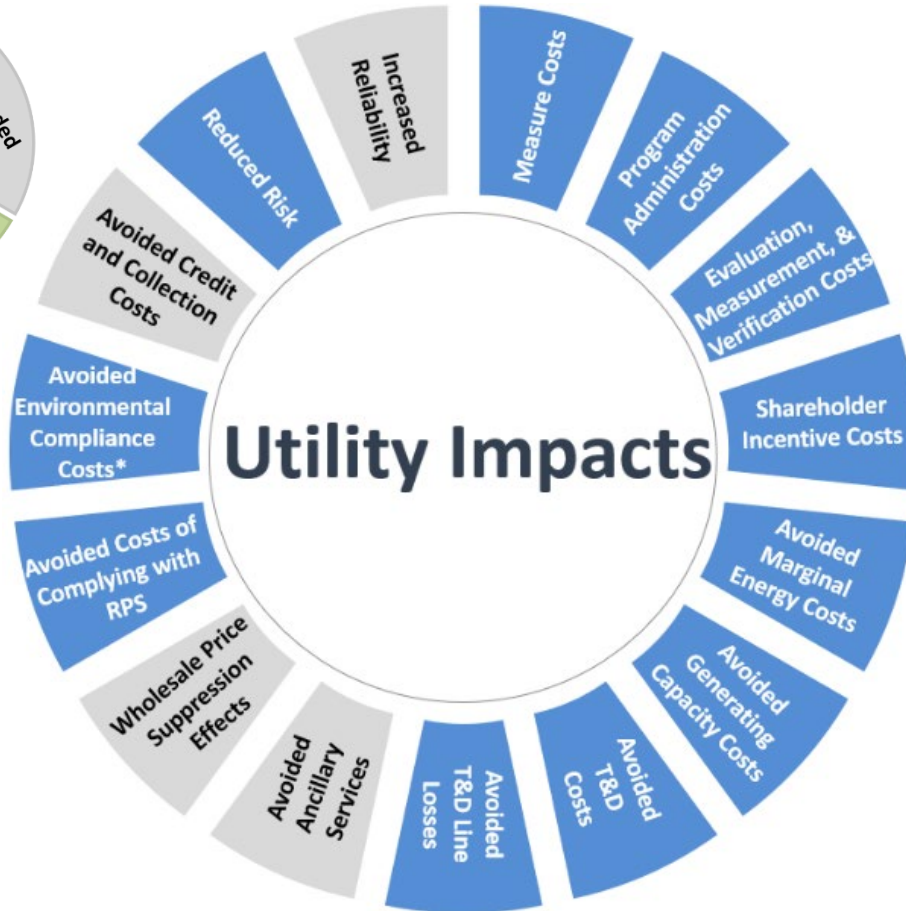 Utility Impacts
Measure Costs
Program
Administration
Costs
Evaluation,
Measurement, &
Verification Costs
Shareholder
Incentive Costs
Avoided
Marginal
Energy Costs
Avoided
Generating
Capacity Costs
Avoided
T&D
Costs
Avoided
T&D Line
Losses
Avoided
Ancillary
Services
Wholesale Price
Suppression
Effects
Avoided Costs of
Complying with
RPS
Avoided
Environmental
Compliance
Costs*
Avoided Credit
and Collection
Costs
Reduced Risk
Increased
Reliability